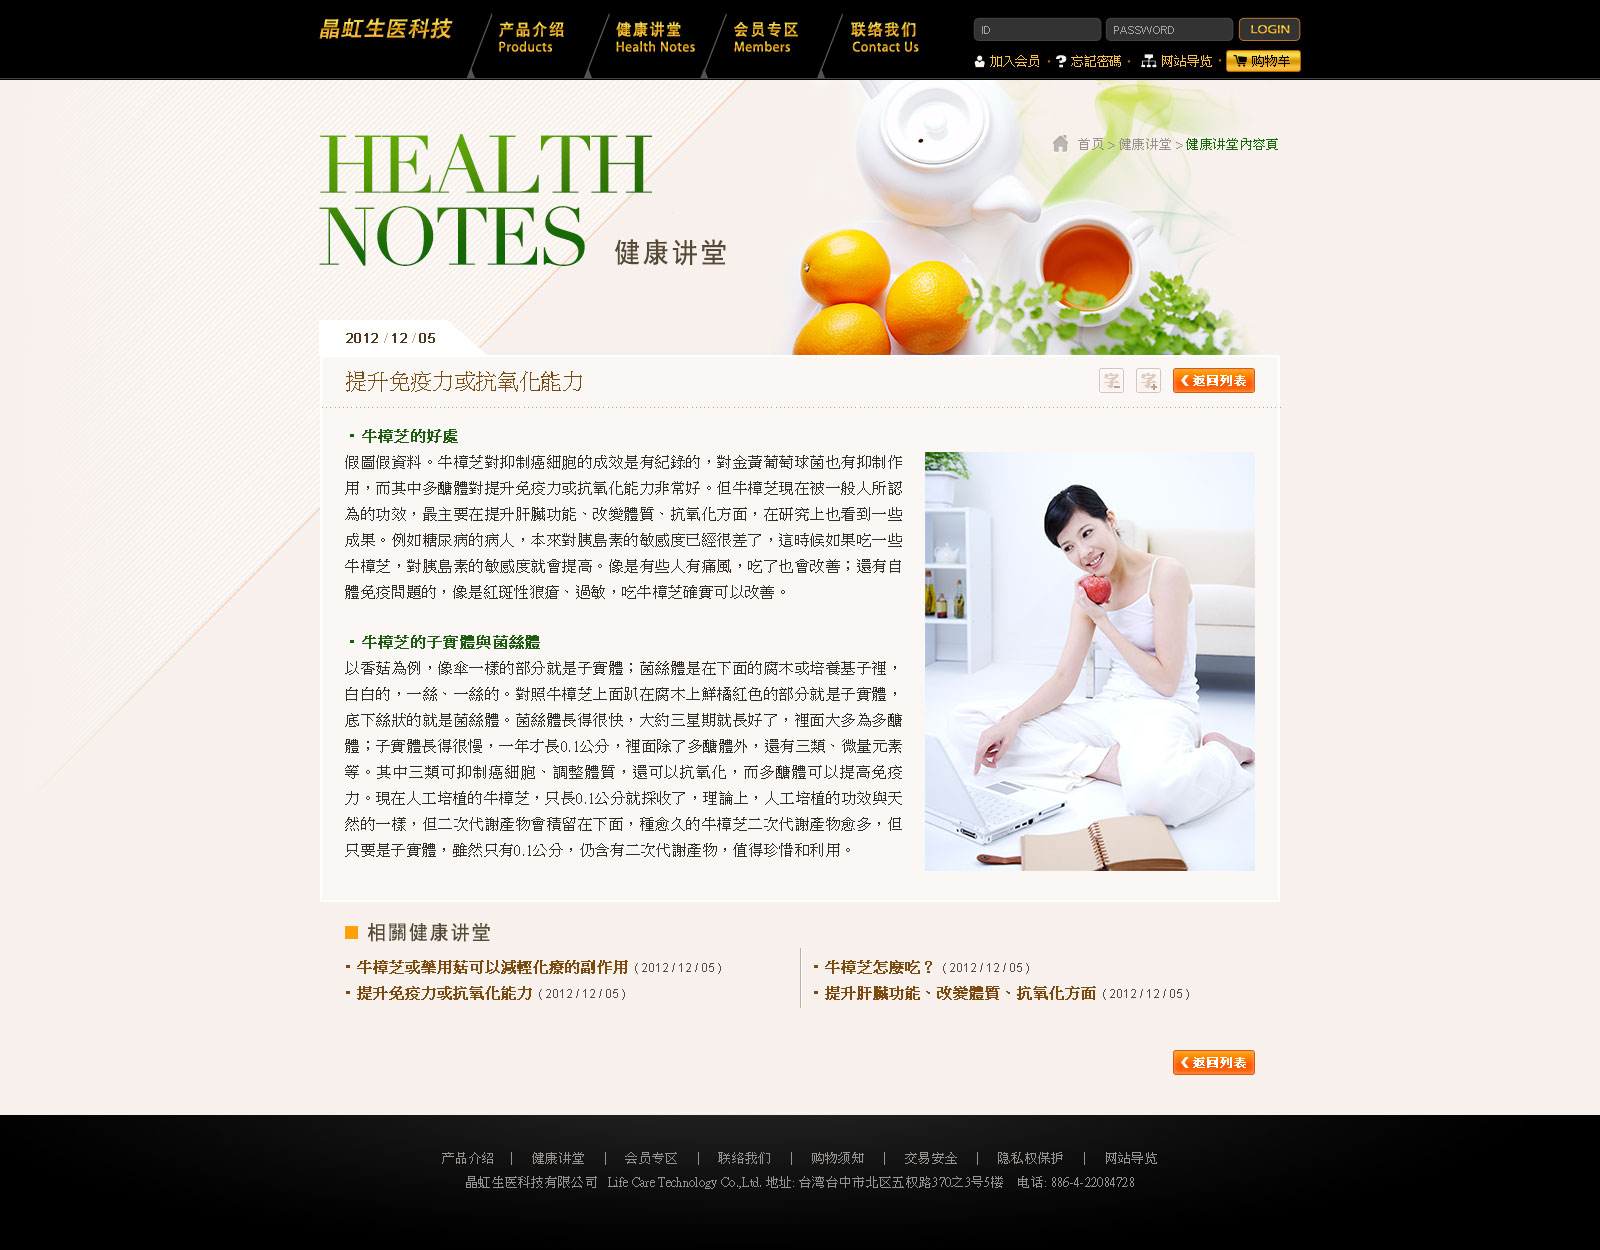 晶虹生医科技
产品介绍 健康讲堂 会员专区 联络我们
Products Health Notes Members Contact Us
ID PASSWORD LOGIN
加入会员 · 忘記密碼 · 网站导览 · 购物车
首页 > 健康讲堂 > 健康讲堂內容頁
HEALTH
NOTES 健康讲堂
2012 / 12 / 05
提升免疫力或抗氧化能力
字- 字+ 返回列表
· 牛樟芝的好處
假圖假資料。牛樟芝對抑制癌細胞的成效是有紀錄的，對金黃葡萄球菌也有抑制作
用，而其中多醣體對提升免疫力或抗氧化能力非常好。但牛樟芝現在被一般人所認
為的功效，最主要在提升肝臟功能、改變體質、抗氧化方面，在研究上也看到一些
成果。例如糖尿病的病人，本來對胰島素的敏感度已經很差了，這時候如果吃一些
牛樟芝，對胰島素的敏感度就會提高。像是有些人有痛風，吃了也會改善；還有自
體免疫問題的，像是紅斑性狼瘡、過敏，吃牛樟芝確實可以改善。
· 牛樟芝的子實體與菌絲體
以香菇為例，像傘一樣的部分就是子實體；菌絲體是在下面的腐木或培養基子裡，
白白的，一絲、一絲的。對照牛樟芝上面趴在腐木上鮮橘紅色的部分就是子實體，
底下絲狀的就是菌絲體。菌絲體長得很快，大約三星期就長好了，裡面大多為多醣
體；子實體長得很慢，一年才長0.1公分，裡面除了多醣體外，還有三類、微量元素
等。其中三類可抑制癌細胞、調整體質，還可以抗氧化，而多醣體可以提高免疫
力。現在人工培植的牛樟芝，只長0.1公分就採收了，理論上，人工培植的功效與天
然的一樣，但二次代謝產物會積留在下面，種愈久的牛樟芝二次代謝產物愈多，但
只要是子實體，雖然只有0.1公分，仍含有二次代謝產物，值得珍惜和利用。
相關健康讲堂
· 牛樟芝或藥用菇可以減輕化療的副作用 ( 2012 / 12 / 05 )
· 提升免疫力或抗氧化能力 ( 2012 / 12 / 05 )
· 牛樟芝怎麼吃？ ( 2012 / 12 / 05 )
· 提升肝臟功能、改變體質、抗氧化方面 ( 2012 / 12 / 05 )
返回列表
产品介绍 | 健康讲堂 | 会员专区 | 联络我们 | 购物须知 | 交易安全 | 隐私权保护 | 网站导览
晶虹生医科技有限公司 Life Care Technology Co.,Ltd. 地址: 台湾台中市北区五权路370之3号5楼 电话: 886-4-22084728